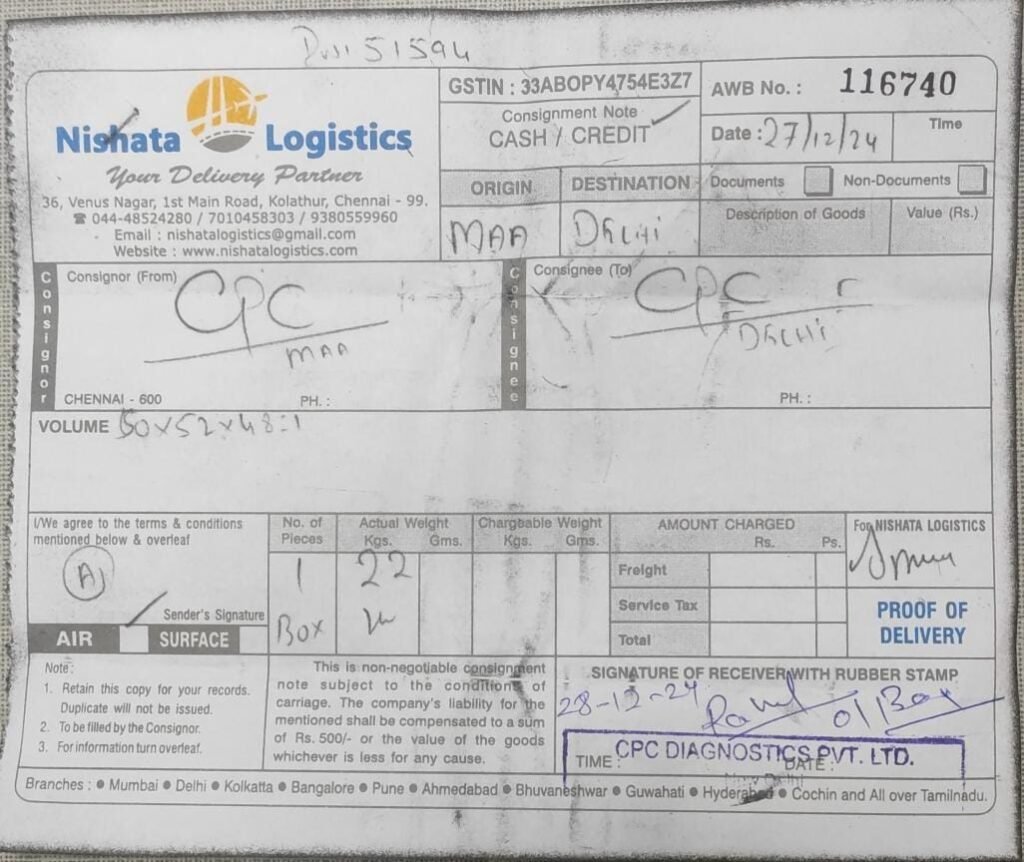 51594
Nishata Logistics
Your Delivery Partner
36, Venus Nagar, 1st Main Road, Kolathur, Chennai - 99.
☎ 044-48524280 / 7010458303 / 9380559960
Email : nishatalogistics@gmail.com
Website : www.nishatalogistics.com
GSTIN : 33ABOPY4754E3Z7
Consignment Note
CASH / CREDIT
AWB No. : 116740
Date : 27/12/24
Time
ORIGIN
DESTINATION
MAA
DELHI
Documents
Non-Documents
Description of Goods
Value (Rs.)
Consignor
Consignor (From)
CPC
MAA
CHENNAI - 600
PH. :
Consignee
Consignee (To)
CPC
DELHI
PH. :
VOLUME 50x52x48:1
I/We agree to the terms & conditions
mentioned below & overleaf
A
Sender's Signature
AIR
SURFACE
No. of
Pieces
1
Box
Actual Weight
Kgs. Gms.
22
Chargbable Weight
Kgs. Gms.
AMOUNT CHARGED
Rs. Ps.
Freight
Service Tax
Total
For NISHATA LOGISTICS
PROOF OF
DELIVERY
Note :
1. Retain this copy for your records.
Duplicate will not be issued.
2. To be filled by the Consignor.
3. For information turn overleaf.
This is non-negotiable consignment
note subject to the conditions of
carriage. The company's liability for the
mentioned shall be compensated to a sum
of Rs. 500/- or the value of the goods
whichever is less for any cause.
SIGNATURE OF RECEIVER WITH RUBBER STAMP
28-12-24
01 Box
TIME :
DATE :
CPC DIAGNOSTICS PVT. LTD.
New Delhi
Branches : ● Mumbai ● Delhi ● Kolkatta ● Bangalore ● Pune ● Ahmedabad ● Bhuvaneshwar ● Guwahati ● Hyderabad ● Cochin and All over Tamilnadu.